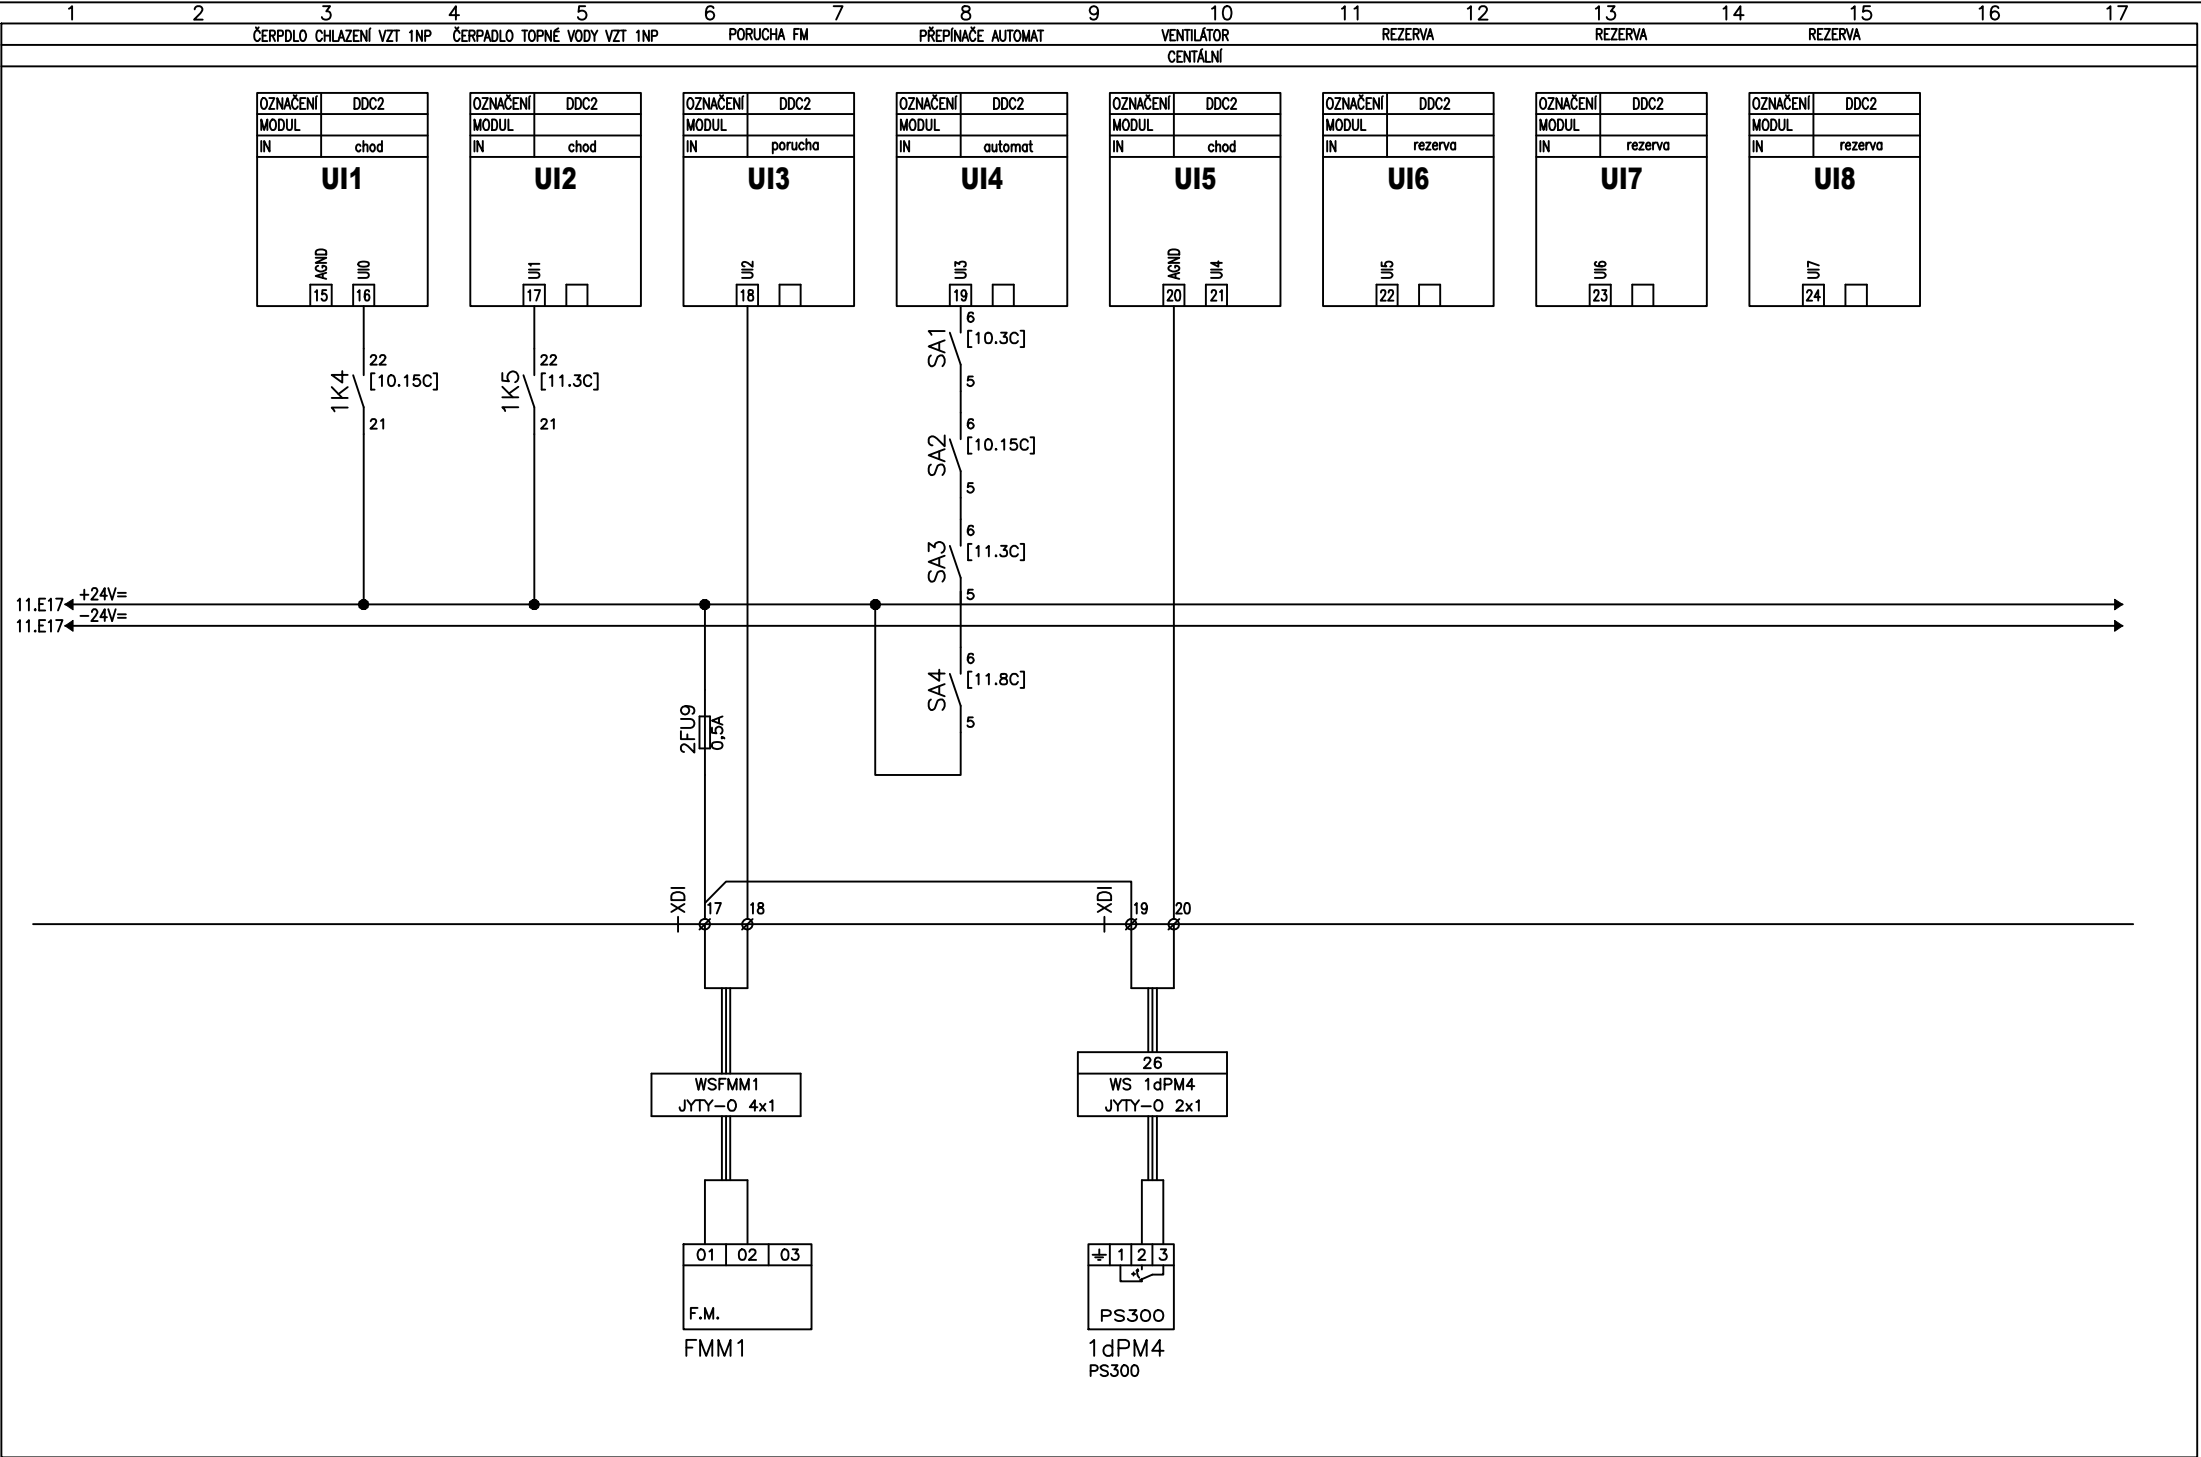 1 2 3 4 5 6 7 8 9 10 11 12 13 14 15 16 17
ČERPDLO CHLAZENÍ VZT 1NP ČERPADLO TOPNÉ VODY VZT 1NP PORUCHA FM PŘEPÍNAČE AUTOMAT VENTILÁTOR REZERVA REZERVA REZERVA
CENTÁLNÍ
OZNAČENÍ DDC2 OZNAČENÍ DDC2 OZNAČENÍ DDC2 OZNAČENÍ DDC2 OZNAČENÍ DDC2 OZNAČENÍ DDC2 OZNAČENÍ DDC2 OZNAČENÍ DDC2
MODUL MODUL MODUL MODUL MODUL MODUL MODUL MODUL
IN chod IN chod IN porucha IN automat IN chod IN rezerva IN rezerva IN rezerva
UI1 UI2 UI3 UI4 UI5 UI6 UI7 UI8
AGND UI0 UI1 UI2 UI3 AGND UI4 UI5 UI6 UI7
15 16 17 18 19 20 21 22 23 24
6
SA1 [10.3C]
5
22 22
1K4 [10.15C] 1K5 [11.3C]
21 21
6
SA2 [10.15C]
5
6
SA3 [11.3C]
5
11.E17 +24V=
11.E17 -24V=
6
SA4 [11.8C]
5
2FU9 0,5A
XDI 17 18 XDI 19 20
26
WSFMM1 WS 1dPM4
JYTY-O 4x1 JYTY-O 2x1
01 02 03 1 2 3
F.M. PS300
FMM1 1dPM4
PS300